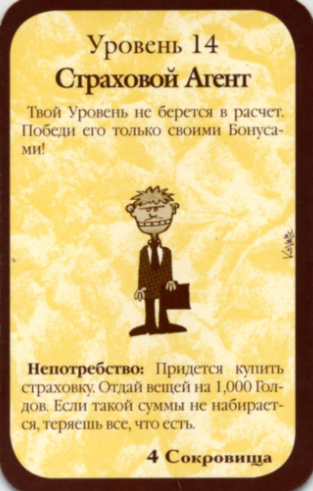 Уровень 14
Страховой Агент
Твой Уровень не берется в расчет.
Победи его только своими Бонуса-
ми!
Kovalic
Непотребство: Придется купить
страховку. Отдай вещей на 1,000 Гол-
дов. Если такой суммы не набирает-
ся, теряешь все, что есть.
4 Сокровища